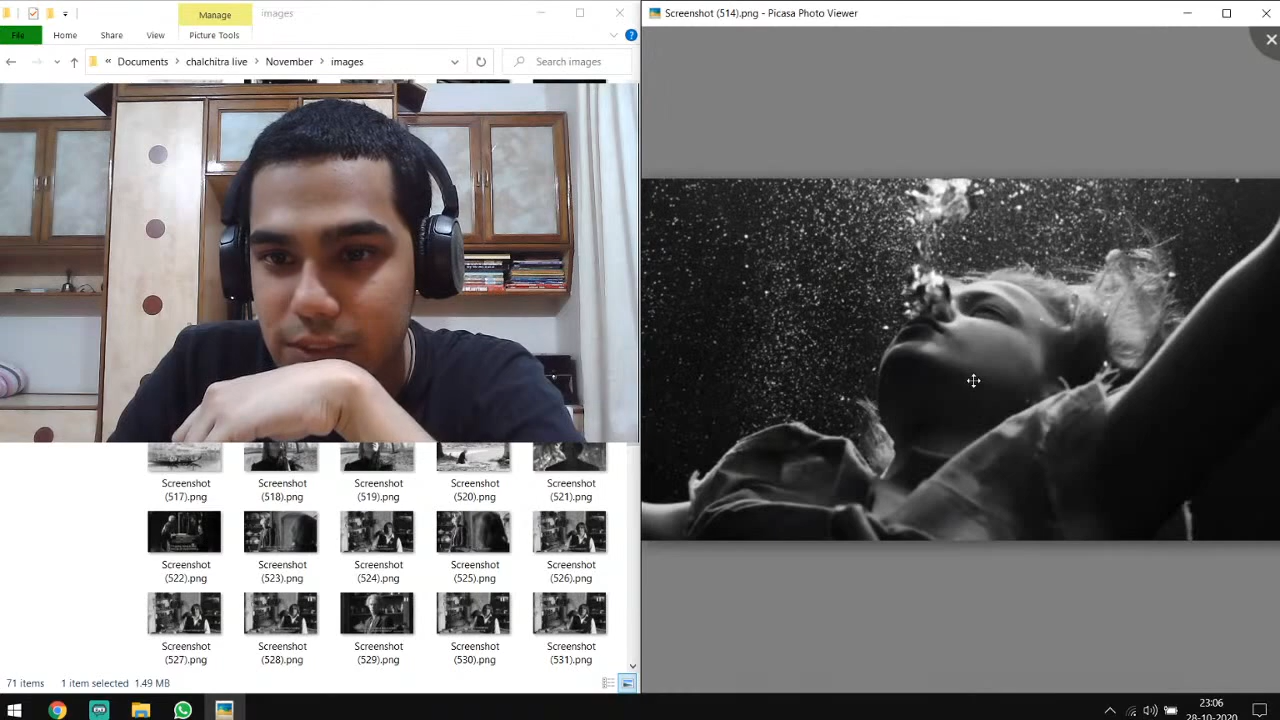 Manage
images
Screenshot (514).png - Picasa Photo Viewer
File
Home
Share
View
Picture Tools
« Documents > chalchitra live > November > images
Search images
Screenshot (517).png
Screenshot (518).png
Screenshot (519).png
Screenshot (520).png
Screenshot (521).png
Screenshot (522).png
Screenshot (523).png
Screenshot (524).png
Screenshot (525).png
Screenshot (526).png
Screenshot (527).png
Screenshot (528).png
Screenshot (529).png
Screenshot (530).png
Screenshot (531).png
71 items
1 item selected 1.49 MB
23:06
28-10-2020